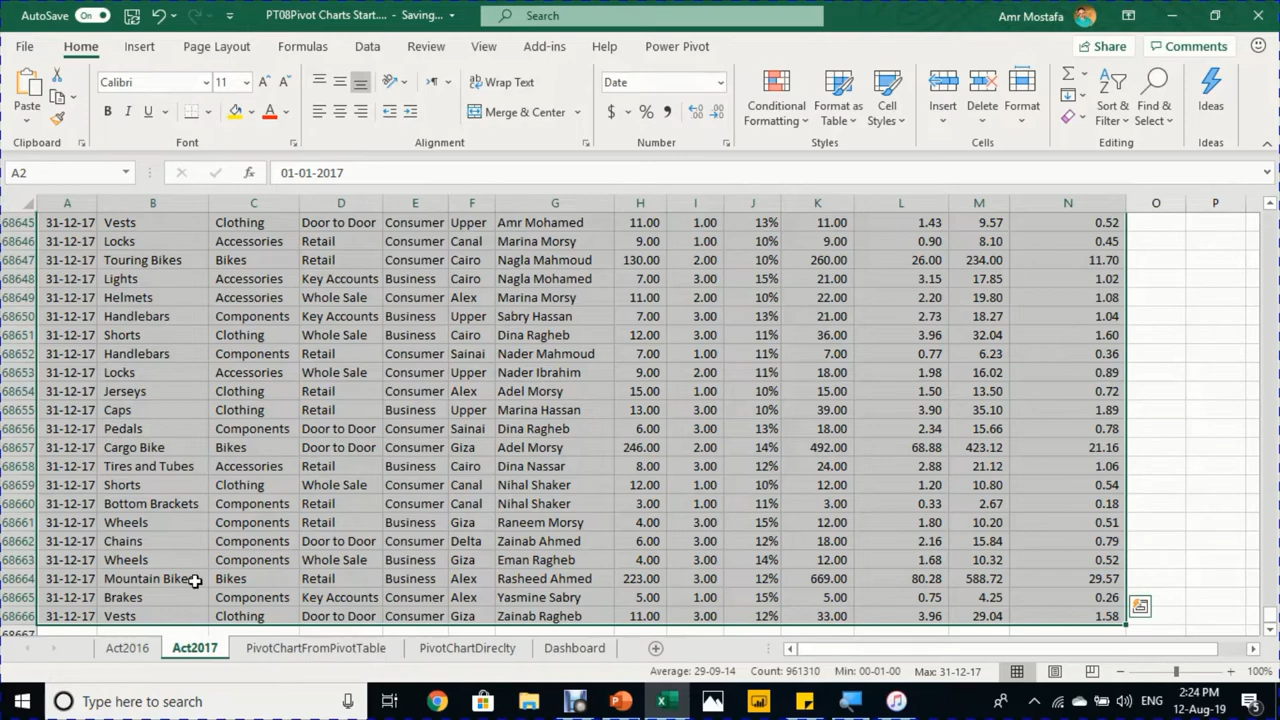 AutoSave On PT08Pivot Charts Start.... - Saving... Search Amr Mostafa
File Home Insert Page Layout Formulas Data Review View Add-ins Help Power Pivot Share Comments
Calibri 11 Wrap Text Date
Paste B I U Merge & Center $ % Conditional Formatting Format as Table Cell Styles Insert Delete Format Sort & Filter Find & Select Ideas
Clipboard Font Alignment Number Styles Cells Editing Ideas
A2 fx 01-01-2017
A B C D E F G H I J K L M N O P
68645 31-12-17 Vests Clothing Door to Door Consumer Upper Amr Mohamed 11.00 1.00 13% 11.00 1.43 9.57 0.52
68646 31-12-17 Locks Accessories Retail Consumer Canal Marina Morsy 9.00 1.00 10% 9.00 0.90 8.10 0.45
68647 31-12-17 Touring Bikes Bikes Retail Consumer Cairo Nagla Mahmoud 130.00 2.00 10% 260.00 26.00 234.00 11.70
68648 31-12-17 Lights Accessories Key Accounts Business Cairo Nagla Mohamed 7.00 3.00 15% 21.00 3.15 17.85 1.02
68649 31-12-17 Helmets Accessories Whole Sale Consumer Alex Marina Morsy 11.00 2.00 10% 22.00 2.20 19.80 1.08
68650 31-12-17 Handlebars Components Key Accounts Business Upper Sabry Hassan 7.00 3.00 13% 21.00 2.73 18.27 1.04
68651 31-12-17 Shorts Clothing Whole Sale Consumer Cairo Dina Ragheb 12.00 3.00 11% 36.00 3.96 32.04 1.60
68652 31-12-17 Handlebars Components Retail Consumer Sainai Nader Mahmoud 7.00 1.00 11% 7.00 0.77 6.23 0.36
68653 31-12-17 Locks Accessories Whole Sale Consumer Upper Nader Ibrahim 9.00 2.00 11% 18.00 1.98 16.02 0.89
68654 31-12-17 Jerseys Clothing Retail Consumer Alex Adel Morsy 15.00 1.00 10% 15.00 1.50 13.50 0.72
68655 31-12-17 Caps Clothing Retail Business Upper Marina Hassan 13.00 3.00 10% 39.00 3.90 35.10 1.89
68656 31-12-17 Pedals Components Door to Door Consumer Sainai Dina Ragheb 6.00 3.00 13% 18.00 2.34 15.66 0.78
68657 31-12-17 Cargo Bike Bikes Door to Door Consumer Giza Adel Morsy 246.00 2.00 14% 492.00 68.88 423.12 21.16
68658 31-12-17 Tires and Tubes Accessories Retail Business Cairo Dina Nassar 8.00 3.00 12% 24.00 2.88 21.12 1.06
68659 31-12-17 Shorts Clothing Whole Sale Consumer Canal Nihal Shaker 12.00 1.00 10% 12.00 1.20 10.80 0.54
68660 31-12-17 Bottom Brackets Components Retail Consumer Canal Nihal Shaker 3.00 1.00 11% 3.00 0.33 2.67 0.18
68661 31-12-17 Wheels Components Retail Business Giza Raneem Morsy 4.00 3.00 15% 12.00 1.80 10.20 0.51
68662 31-12-17 Chains Components Door to Door Consumer Delta Zainab Ahmed 6.00 3.00 12% 18.00 2.16 15.84 0.79
68663 31-12-17 Wheels Components Whole Sale Business Giza Eman Ragheb 4.00 3.00 14% 12.00 1.68 10.32 0.52
68664 31-12-17 Mountain Bikes Bikes Retail Business Alex Rasheed Ahmed 223.00 3.00 12% 669.00 80.28 588.72 29.57
68665 31-12-17 Brakes Components Key Accounts Consumer Alex Yasmine Sabry 5.00 1.00 15% 5.00 0.75 4.25 0.26
68666 31-12-17 Vests Clothing Door to Door Consumer Giza Zainab Ragheb 11.00 3.00 12% 33.00 3.96 29.04 1.58
68667
Act2016 Act2017 PivotChartFromPivotTable PivotChartDireclty Dashboard
Average: 29-09-14 Count: 961310 Min: 00-01-00 Max: 31-12-17 100%
Type here to search ENG 2:24 PM
12-Aug-19 5